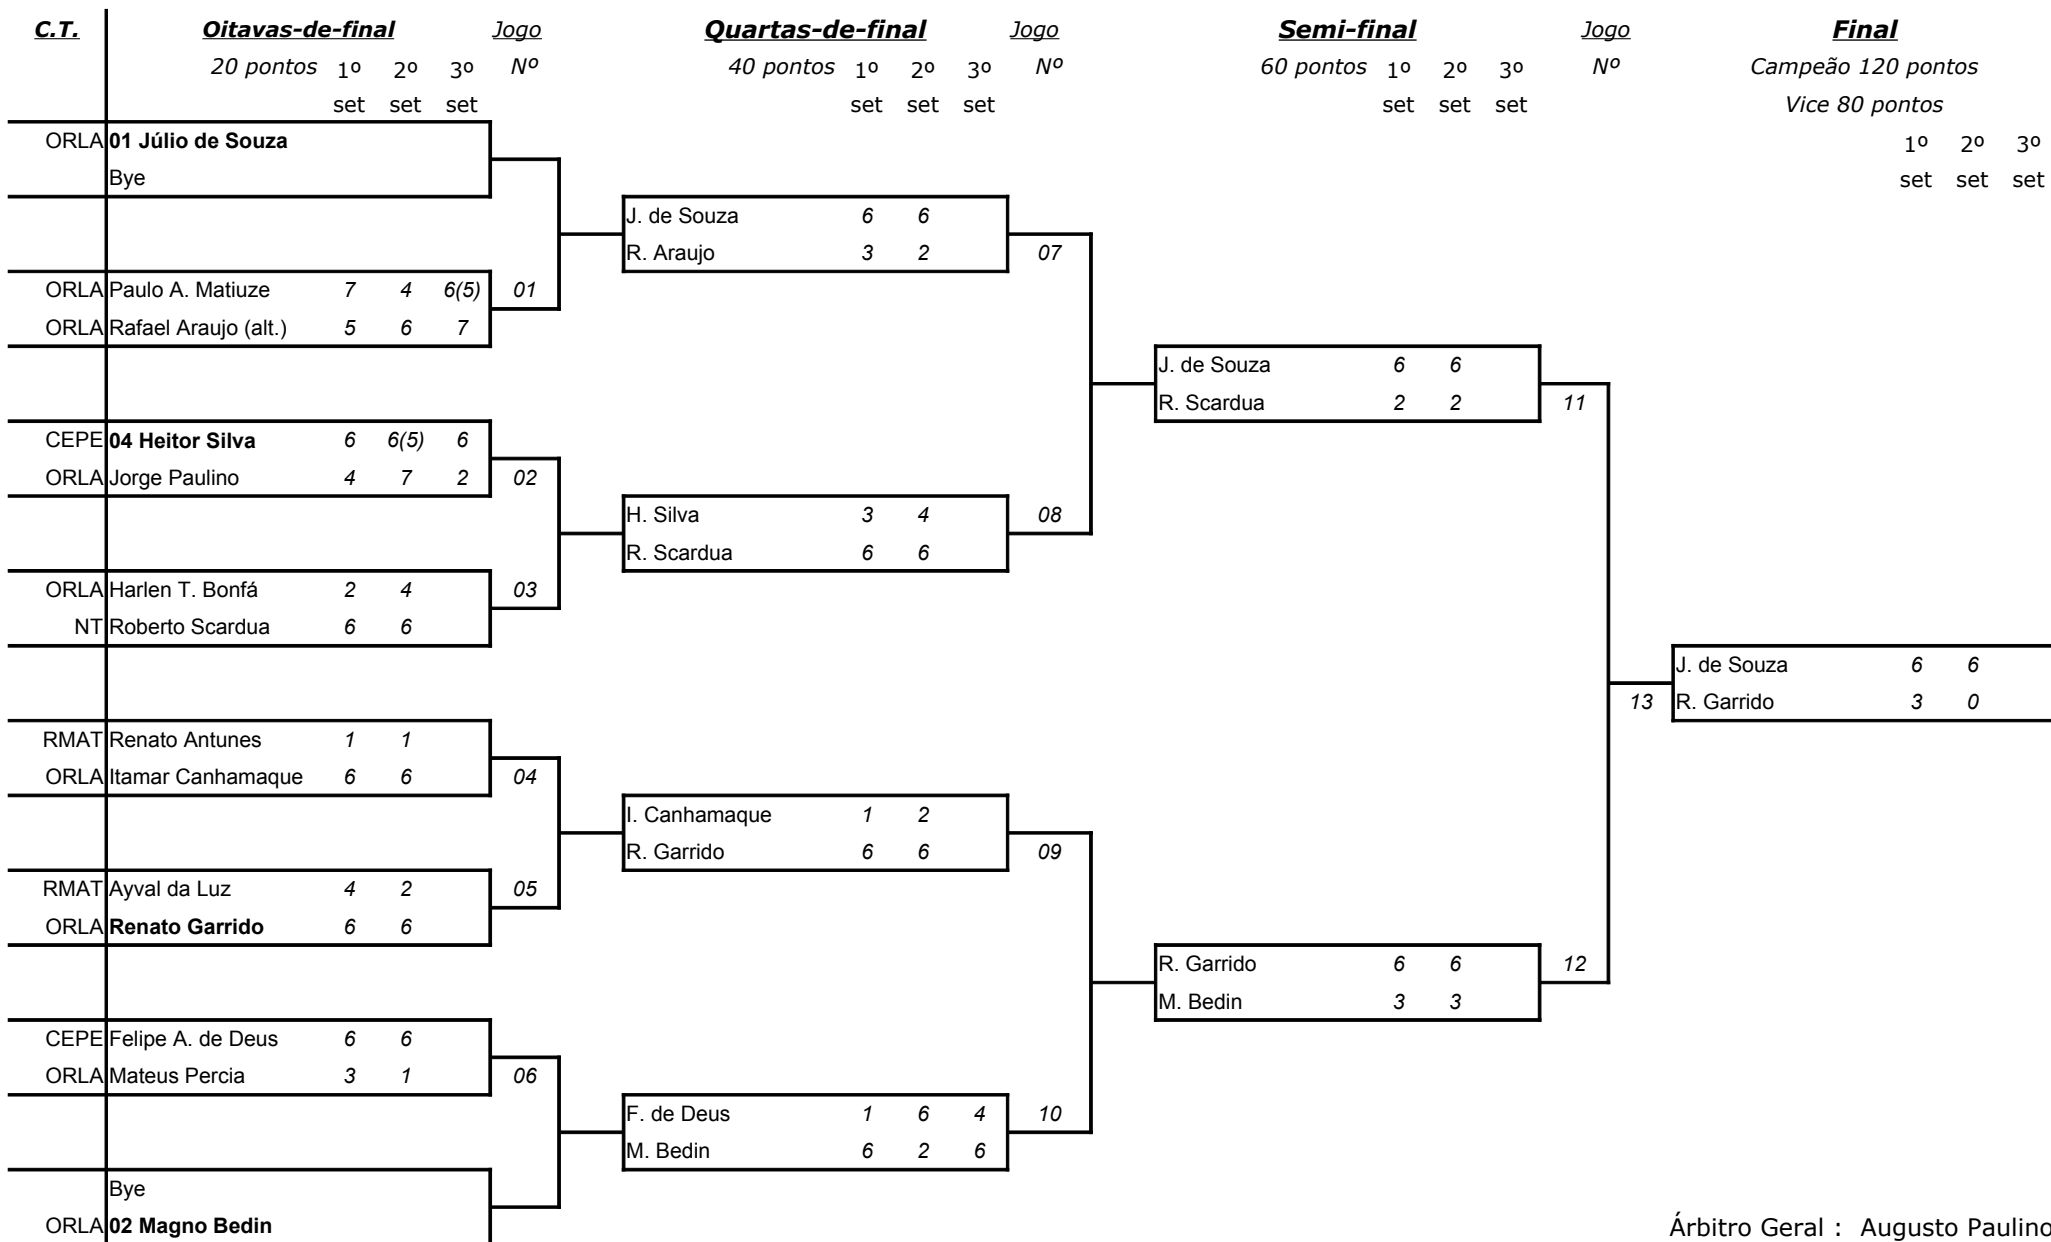 C.T. Oitavas-de-final Jogo Quartas-de-final Jogo Semi-final Jogo Final
20 pontos 1º 2º 3º Nº 40 pontos 1º 2º 3º Nº 60 pontos 1º 2º 3º Nº Campeão 120 pontos
set set set set set set set set set Vice 80 pontos
ORLA 01 Júlio de Souza 1º 2º 3º
Bye set set set
J. de Souza 6 6
R. Araujo 3 2 07
ORLA Paulo A. Matiuze 7 4 6(5) 01
ORLA Rafael Araujo (alt.) 5 6 7
J. de Souza 6 6
R. Scardua 2 2 11
CEPE 04 Heitor Silva 6 6(5) 6
ORLA Jorge Paulino 4 7 2 02
H. Silva 3 4 08
R. Scardua 6 6
ORLA Harlen T. Bonfá 2 4 03
NT Roberto Scardua 6 6
J. de Souza 6 6
13 R. Garrido 3 0
RMAT Renato Antunes 1 1
ORLA Itamar Canhamaque 6 6 04
I. Canhamaque 1 2
R. Garrido 6 6 09
RMAT Ayval da Luz 4 2 05
ORLA Renato Garrido 6 6
R. Garrido 6 6 12
M. Bedin 3 3
CEPE Felipe A. de Deus 6 6
ORLA Mateus Percia 3 1 06
F. de Deus 1 6 4 10
M. Bedin 6 2 6
Bye
ORLA 02 Magno Bedin Árbitro Geral : Augusto Paulino